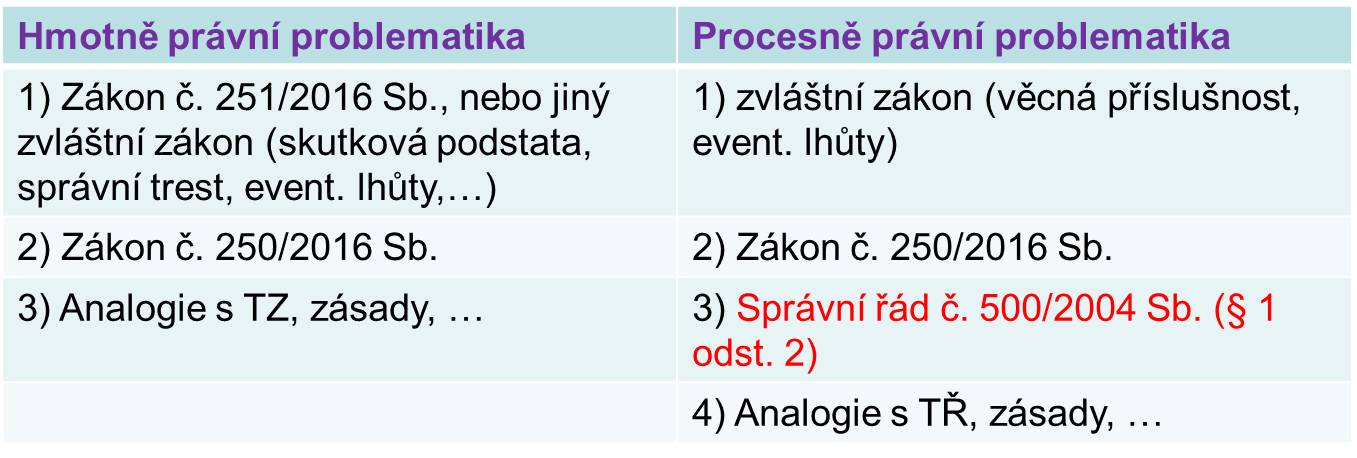 Hmotně právní problematika
Procesně právní problematika
1) Zákon č. 251/2016 Sb., nebo jiný
zvláštní zákon (skutková podstata,
správní trest, event. lhůty,…)
1) zvláštní zákon (věcná příslušnost,
event. lhůty)
2) Zákon č. 250/2016 Sb.
2) Zákon č. 250/2016 Sb.
3) Analogie s TZ, zásady, …
3) Správní řád č. 500/2004 Sb. (§ 1
odst. 2)
4) Analogie s TŘ, zásady, …